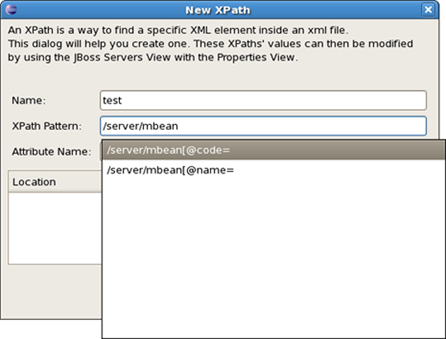 New XPath
An XPath is a way to find a specific XML element inside an xml file.
This dialog will help you create one. These XPaths' values can then be modified
by using the JBoss Servers View with the Properties View.
Name: test
XPath Pattern: /server/mbean
Attribute Name:
/server/mbean[@code=
/server/mbean[@name=
Location